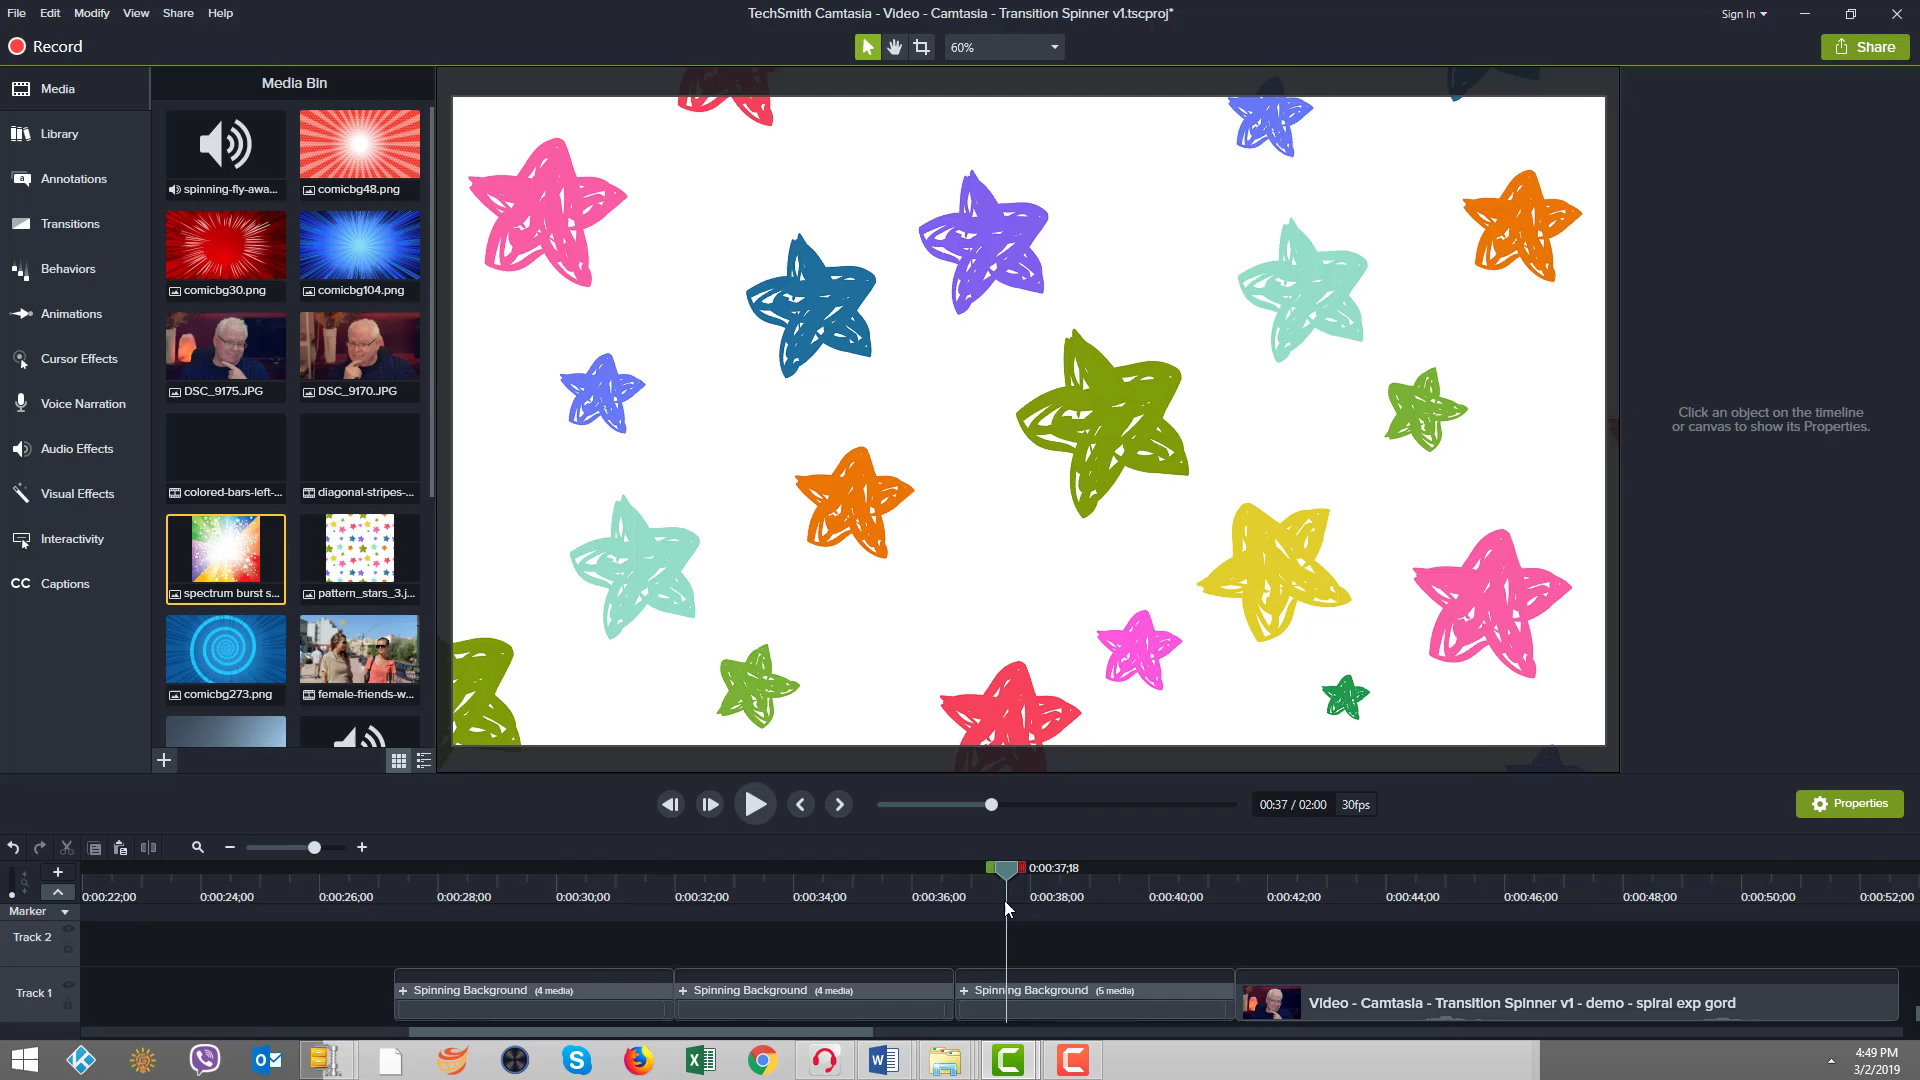 File Edit Modify View Share Help
TechSmith Camtasia - Video - Camtasia - Transition Spinner v1.tscproj*
Sign In
Record
60%
Share
Media
Library
Annotations
Transitions
Behaviors
Animations
Cursor Effects
Voice Narration
Audio Effects
Visual Effects
Interactivity
CC Captions
Media Bin
spinning-fly-awa...
comicbg48.png
comicbg30.png
comicbg104.png
DSC_9175.JPG
DSC_9170.JPG
colored-bars-left-...
diagonal-stripes-...
spectrum burst s...
pattern_stars_3.j...
comicbg273.png
female-friends-w...
Click an object on the timeline
or canvas to show its Properties.
00:37 / 02:00 30fps
Properties
0:00:37;18
0:00:22;00 0:00:24;00 0:00:26;00 0:00:28;00 0:00:30;00 0:00:32;00 0:00:34;00 0:00:36;00 0:00:38;00 0:00:40;00 0:00:42;00 0:00:44;00 0:00:46;00 0:00:48;00 0:00:50;00 0:00:52;00
Marker
Track 2
Track 1
+ Spinning Background (4 media)
+ Spinning Background (4 media)
+ Spinning Background (5 media)
Video - Camtasia - Transition Spinner v1 - demo - spiral exp gord
4:49 PM
3/2/2019